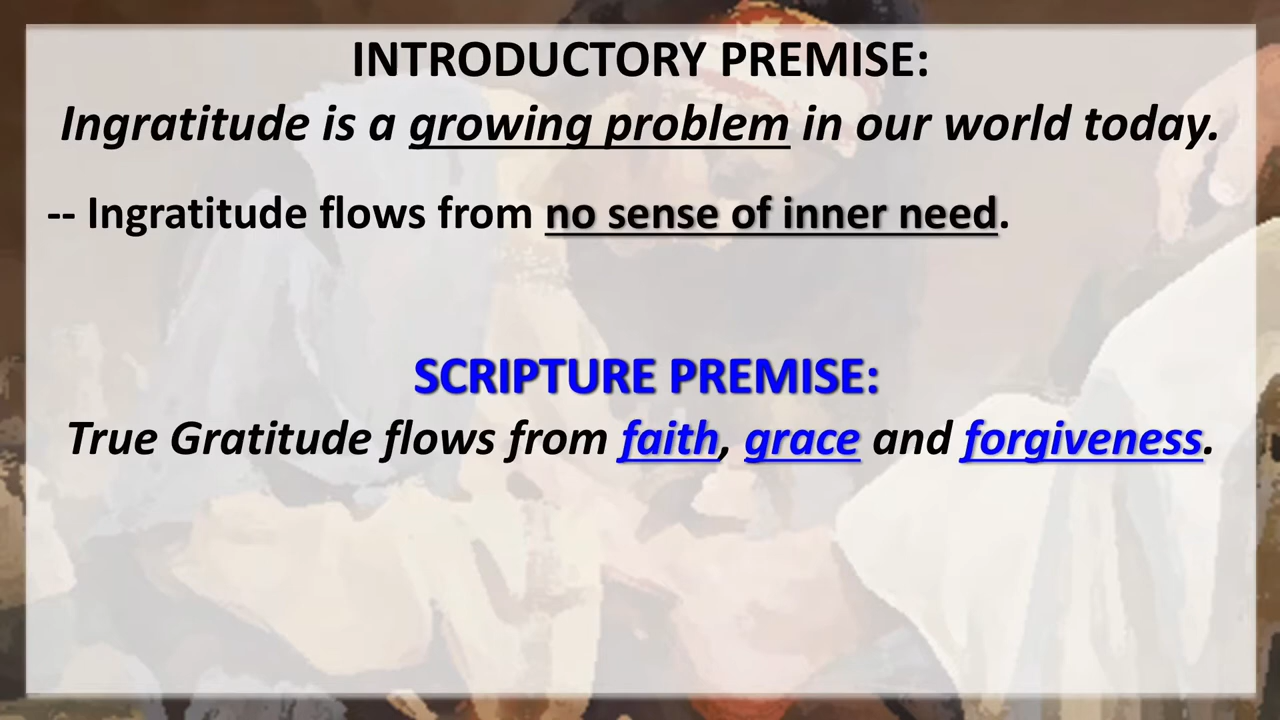 INTRODUCTORY PREMISE:
Ingratitude is a growing problem in our world today.
-- Ingratitude flows from no sense of inner need.
SCRIPTURE PREMISE:
True Gratitude flows from faith, grace and forgiveness.